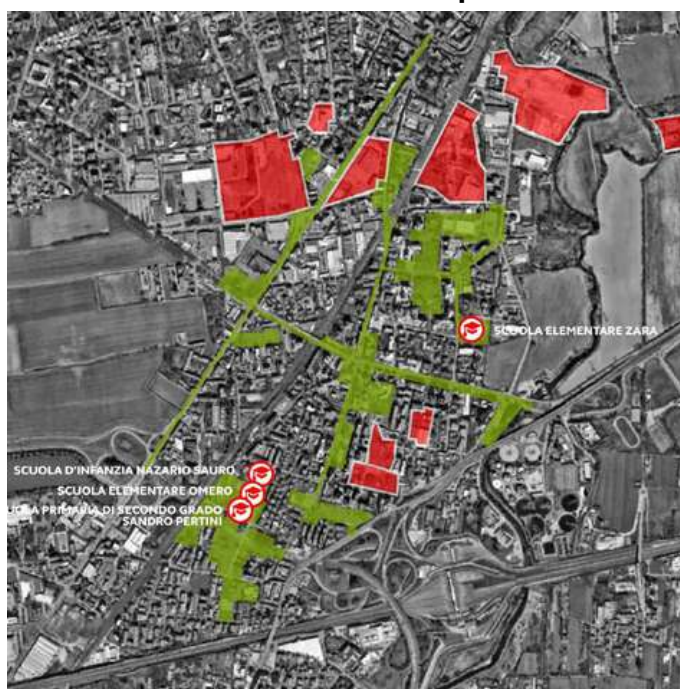 SCUOLA ELEMENTARE ZARA
SCUOLA D'INFANZIA NAZARIO SAURO
SCUOLA ELEMENTARE OMERO
PRIMARIA DI SECONDO GRADO
SANDRO PERTINI